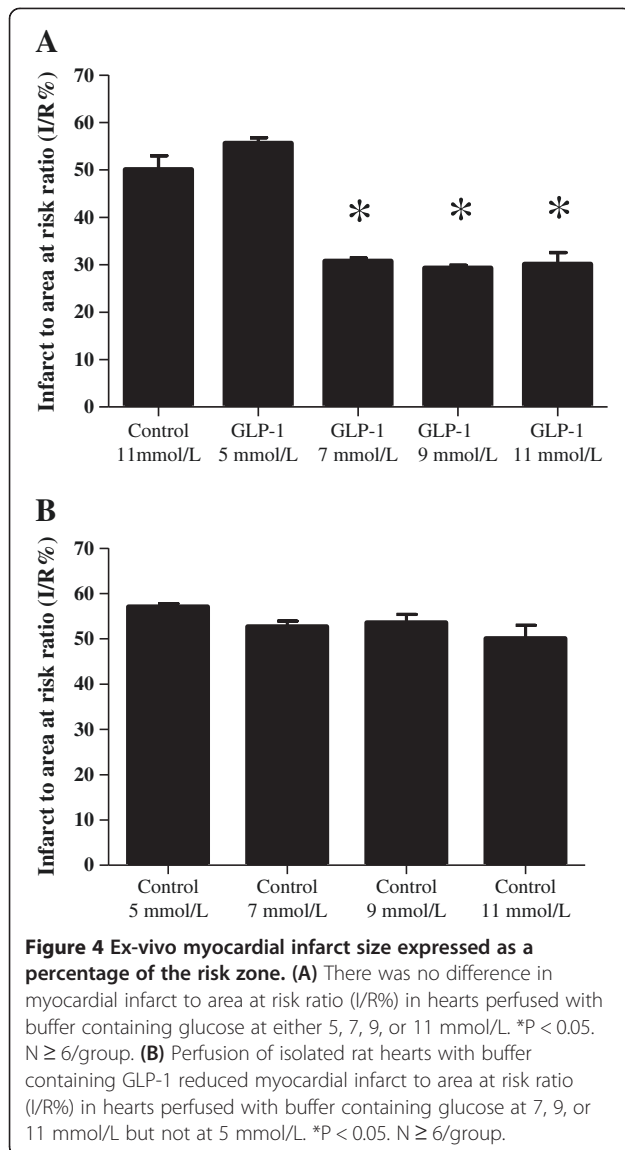 A
Infarct to area at risk ratio (I/R%)
70
60
50
40
30
20
10
0
* * *
Control GLP-1 GLP-1 GLP-1 GLP-1
11mmol/L 5 mmol/L 7 mmol/L 9 mmol/L 11 mmol/L
B
Infarct to area at risk ratio (I/R%)
70
60
50
40
30
20
10
0
Control Control Control Control
5 mmol/L 7 mmol/L 9 mmol/L 11 mmol/L
Figure 4 Ex-vivo myocardial infarct size expressed as a
percentage of the risk zone. (A) There was no difference in
myocardial infarct to area at risk ratio (I/R%) in hearts perfused with
buffer containing glucose at either 5, 7, 9, or 11 mmol/L. *P < 0.05.
N ≥ 6/group. (B) Perfusion of isolated rat hearts with buffer
containing GLP-1 reduced myocardial infarct to area at risk ratio
(I/R%) in hearts perfused with buffer containing glucose at 7, 9, or
11 mmol/L but not at 5 mmol/L. *P < 0.05. N ≥ 6/group.